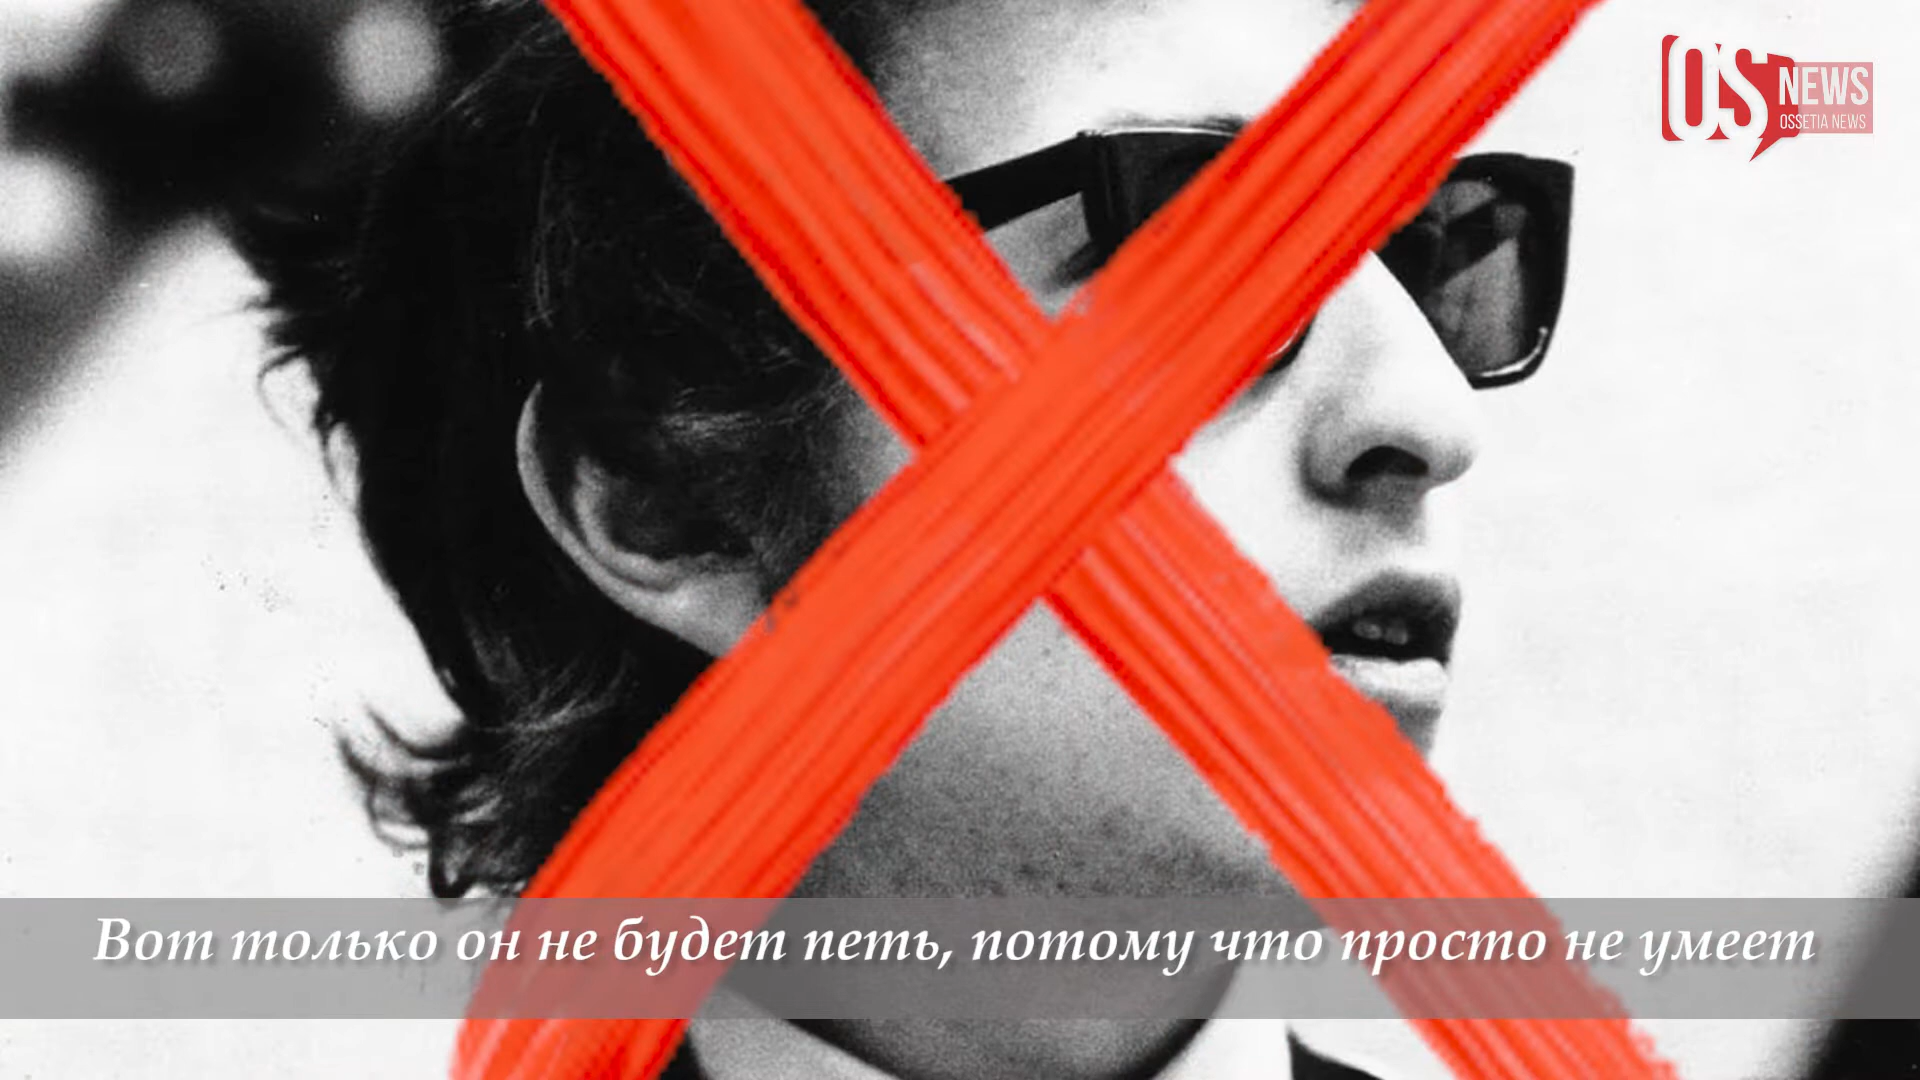 OS NEWS
OSSETIA NEWS
Вот только он не будет петь, потому что просто не умеет